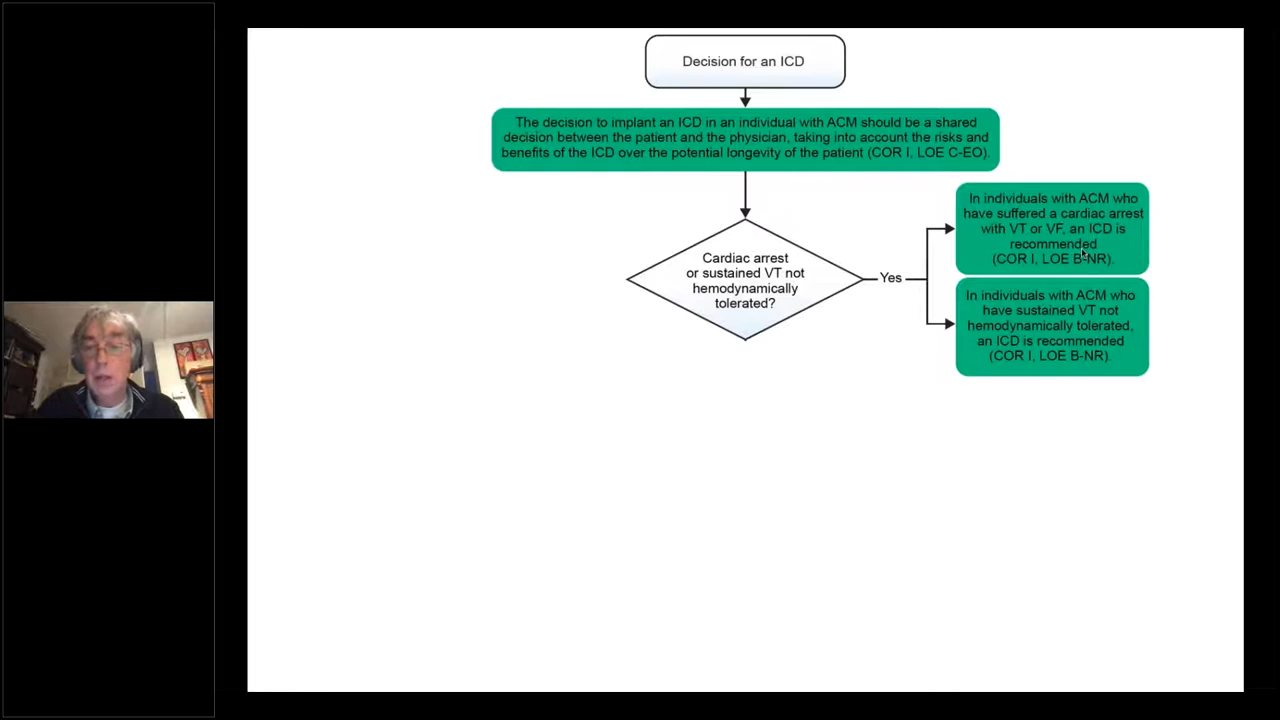 Decision for an ICD
The decision to implant an ICD in an individual with ACM should be a shared
decision between the patient and the physician, taking into account the risks and
benefits of the ICD over the potential longevity of the patient (COR I, LOE C-EO).
Cardiac arrest
or sustained VT not
hemodynamically
tolerated?
Yes
In individuals with ACM who
have suffered a cardiac arrest
with VT or VF, an ICD is
recommended
(COR I, LOE B-NR).
In individuals with ACM who
have sustained VT not
hemodynamically tolerated,
an ICD is recommended
(COR I, LOE B-NR).